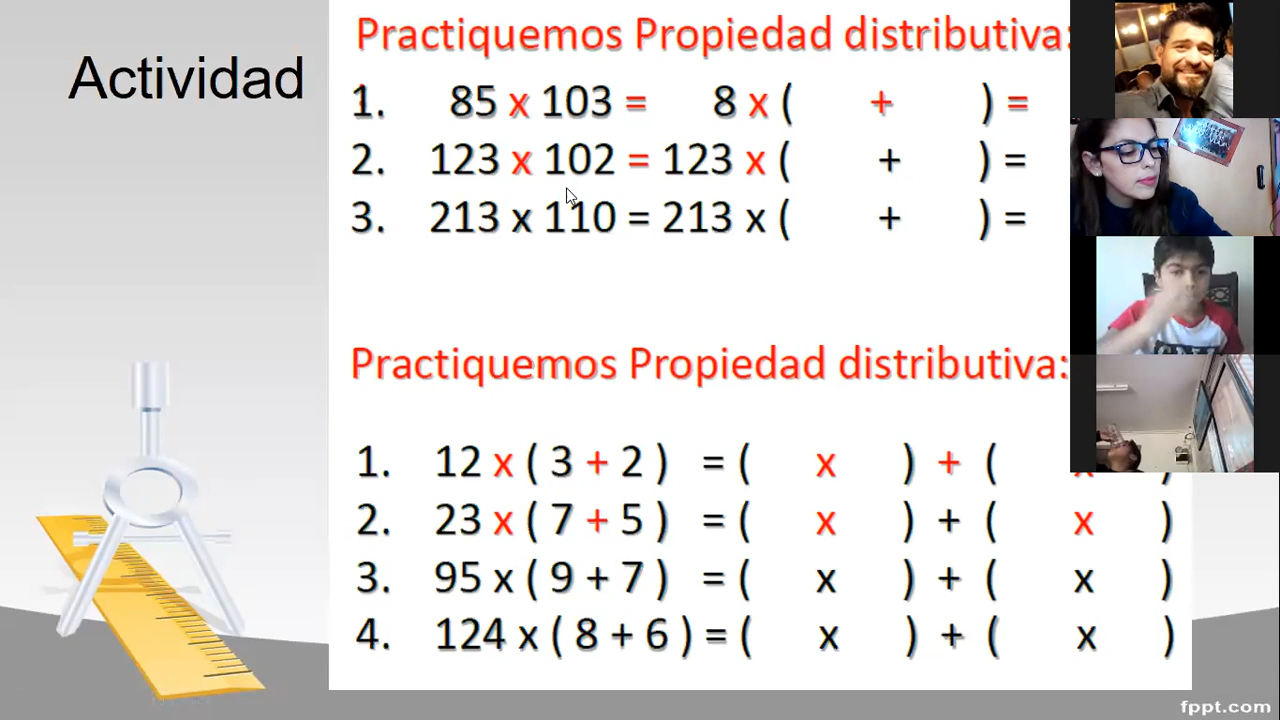 Actividad
Practiquemos Propiedad distributiva:
1. 85 x 103 = 8 x ( + ) =
2. 123 x 102 = 123 x ( + ) =
3. 213 x 110 = 213 x ( + ) =
Practiquemos Propiedad distributiva:
1. 12 x ( 3 + 2 ) = ( x ) + ( x )
2. 23 x ( 7 + 5 ) = ( x ) + ( x )
3. 95 x ( 9 + 7 ) = ( x ) + ( x )
4. 124 x ( 8 + 6 ) = ( x ) + ( x )
fppt.com